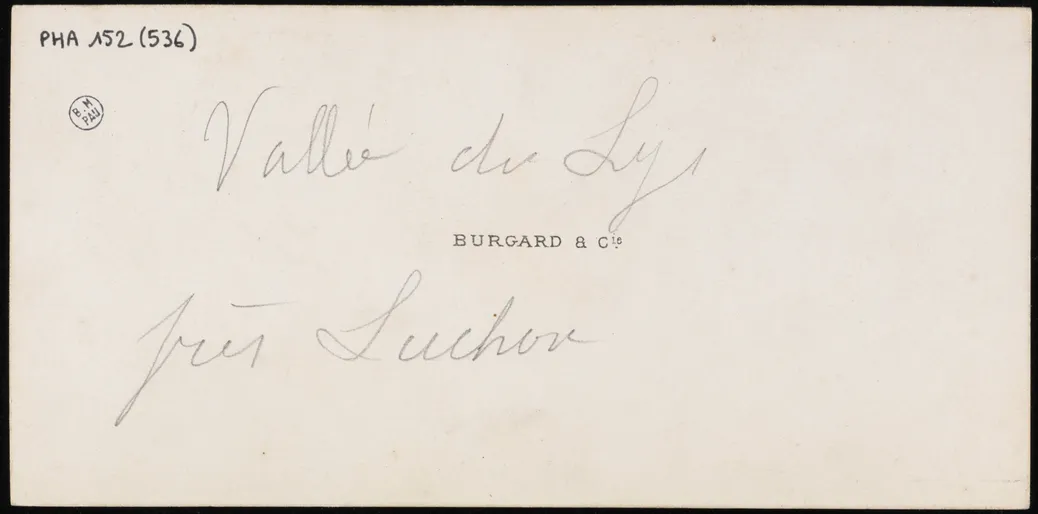 PHA 152 (536)
B.M
PAU
Vallée du Lys
BURGARD & Cie
près Luchon